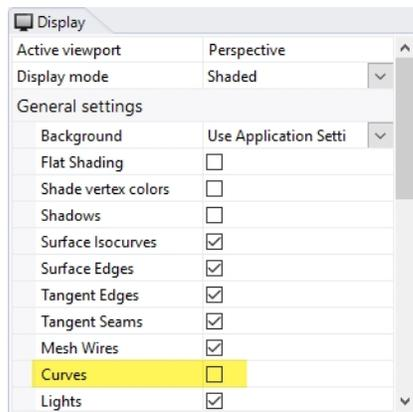 Display
Active viewport Perspective
Display mode Shaded
General settings
Background Use Application Setti
Flat Shading
Shade vertex colors
Shadows
Surface Isocurves
Surface Edges
Tangent Edges
Tangent Seams
Mesh Wires
Curves
Lights